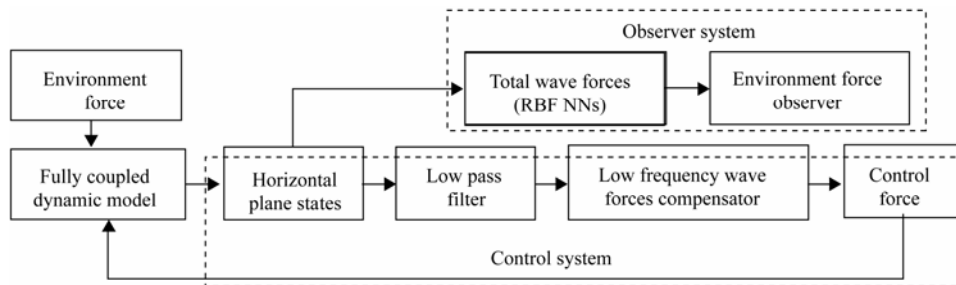 Observer system
Environment
force
Total wave forces
(RBF NNs)
Environment force
observer
Fully coupled
dynamic model
Horizontal
plane states
Low pass
filter
Low frequency wave
forces compensator
Control
force
Control system